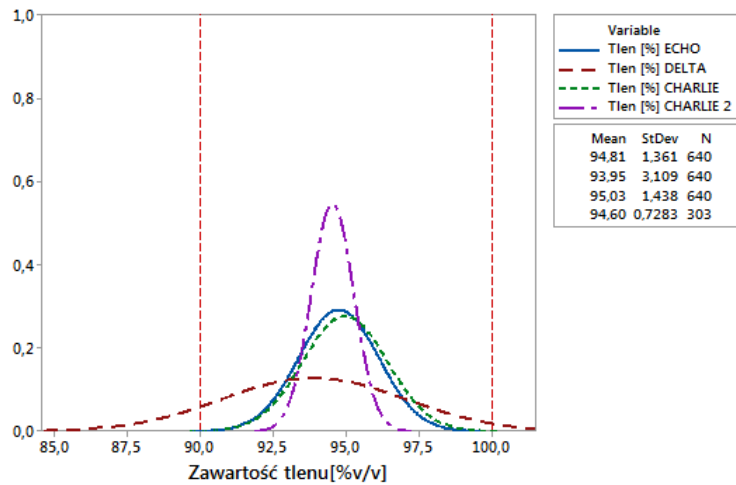 1,0
0,8
0,6
0,4
0,2
0,0
85,0 87,5 90,0 92,5 95,0 97,5 100,0
Zawartość tlenu[%v/v]
Variable
Tlen [%] ECHO
Tlen [%] DELTA
Tlen [%] CHARLIE
Tlen [%] CHARLIE 2
Mean StDev N
94,81 1,361 640
93,95 3,109 640
95,03 1,438 640
94,60 0,7283 303